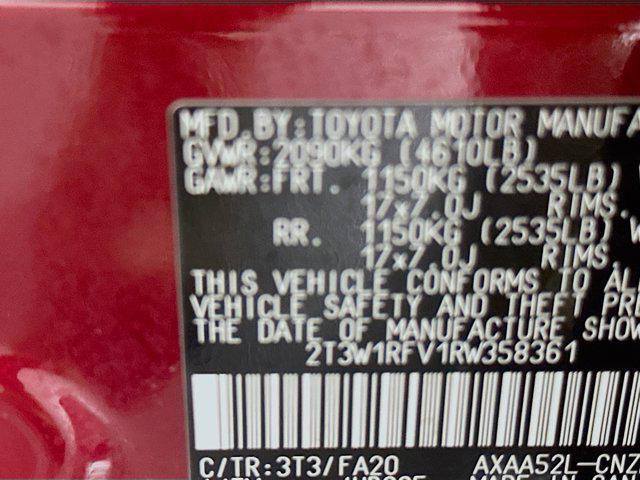 MFD.BY:TOYOTA MOTOR MANUFA
GVWR:2090KG (4610LB)
GAWR:FRT. 1150KG (2535LB) W
17x7.0J RIMS.
RR. 1150KG (2535LB) W
17x7.0J RIMS.
THIS VEHICLE CONFORMS TO AL
VEHICLE SAFETY AND THEFT PRE
THE DATE OF MANUFACTURE SHOW
2T3W1RFV1RW358361
C/TR:3T3/FA20 AXAA52L-CNZ